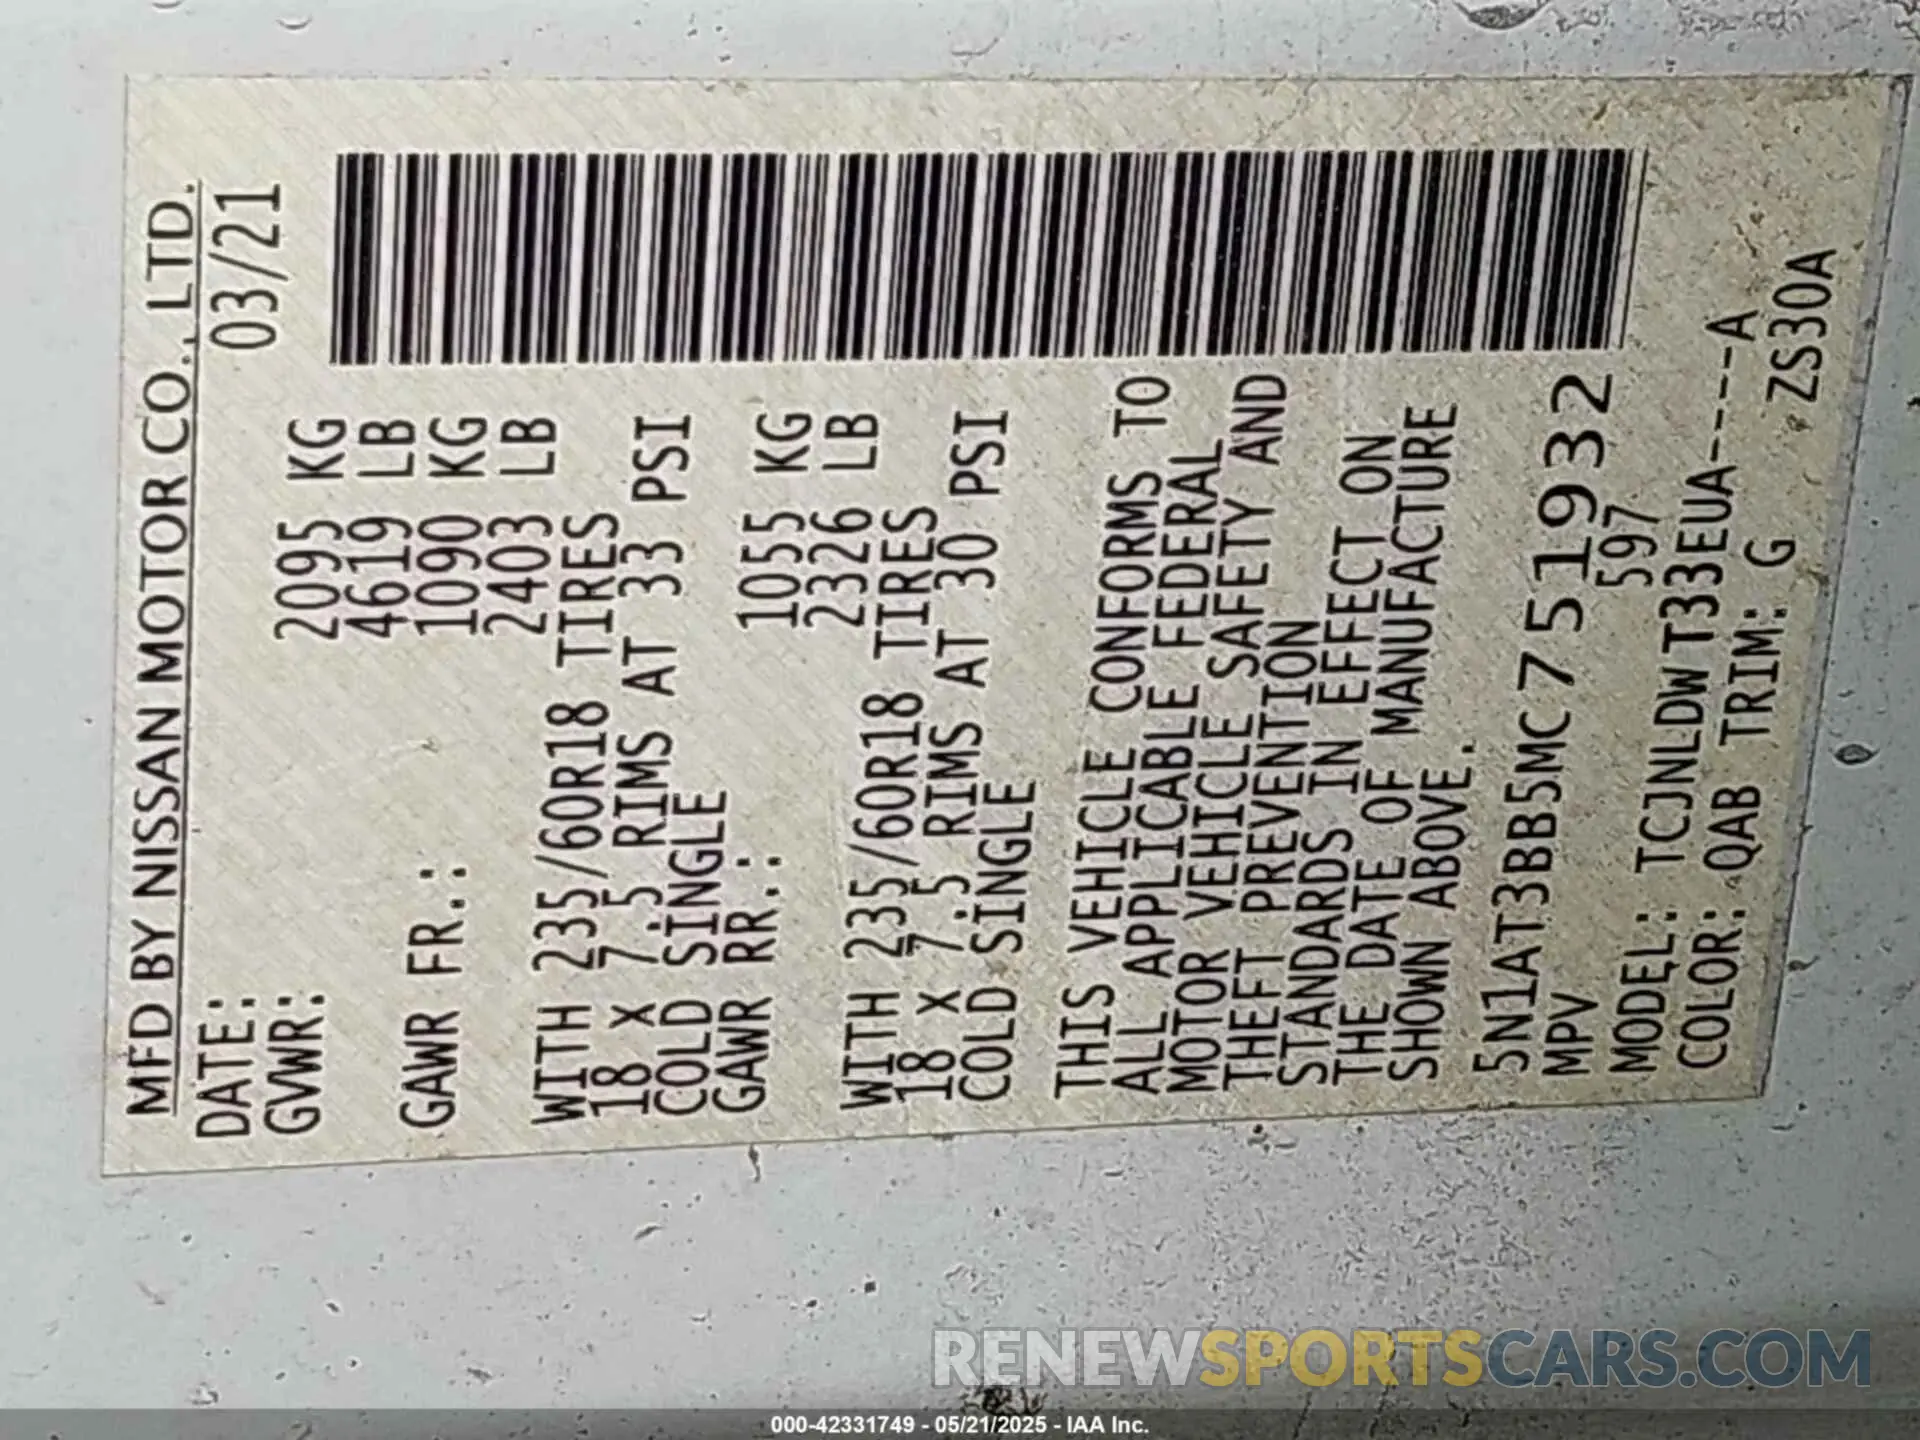 MFD BY NISSAN MOTOR CO., LTD.
DATE: 03/21
GVWR: 2095 KG
4619 LB
GAWR FR.: 1090 KG
2403 LB
WITH 235/60R18 TIRES
18 X 7.5 RIMS AT 33 PSI
COLD SINGLE
GAWR RR.: 1055 KG
2326 LB
WITH 235/60R18 TIRES
18 X 7.5 RIMS AT 30 PSI
COLD SINGLE
THIS VEHICLE CONFORMS TO
ALL APPLICABLE FEDERAL
MOTOR VEHICLE SAFETY AND
THEFT PREVENTION
STANDARDS IN EFFECT ON
THE DATE OF MANUFACTURE
SHOWN ABOVE.
5N1AT3BB5MC751932
MPV 597
MODEL: TCJNLDWT33EUA----A
COLOR: QAB TRIM: G ZS30A
RENEWSPORTSCARS.COM
000-42331749 - 05/21/2025 - IAA Inc.